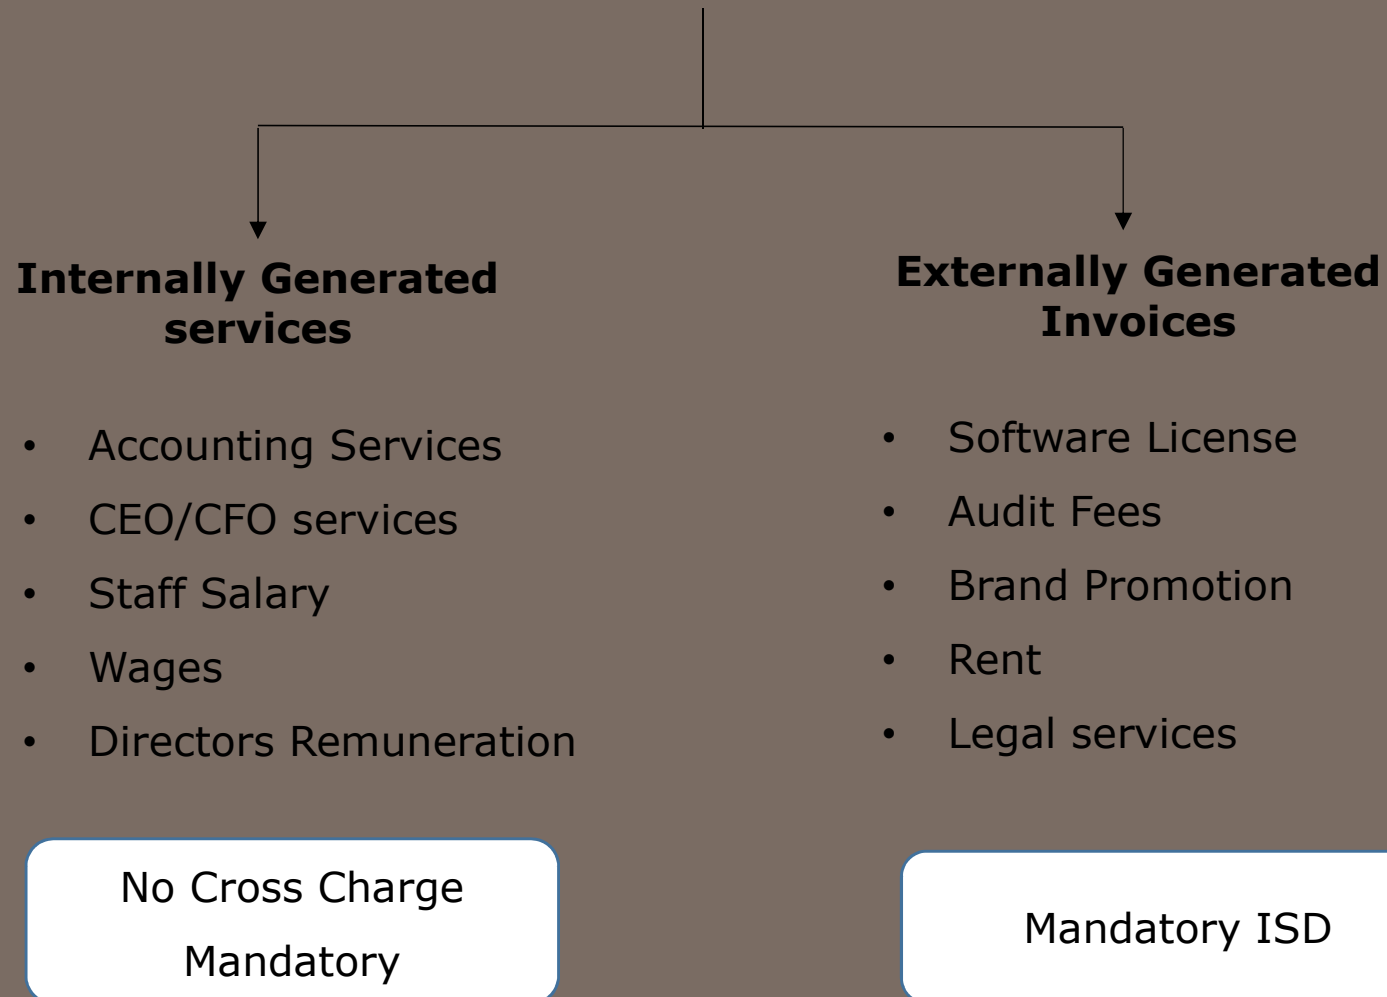 Internally Generated
services
• Accounting Services
• CEO/CFO services
• Staff Salary
• Wages
• Directors Remuneration
No Cross Charge
Mandatory
Externally Generated
Invoices
• Software License
• Audit Fees
• Brand Promotion
• Rent
• Legal services
Mandatory ISD